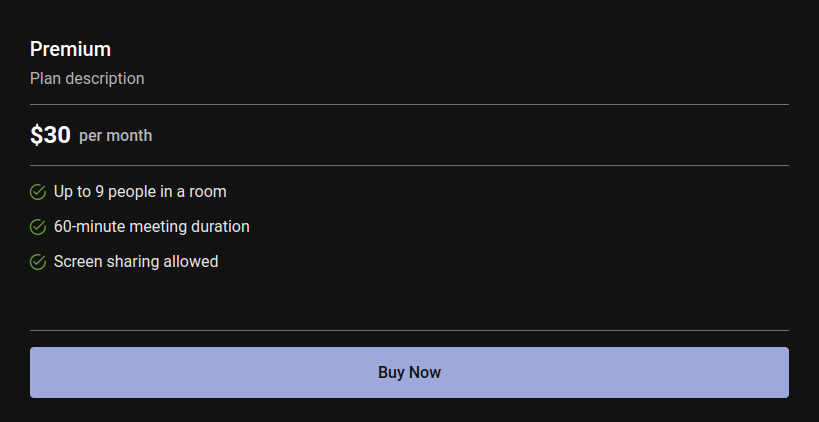 Premium
Plan description
$30 per month
Up to 9 people in a room
60-minute meeting duration
Screen sharing allowed
Buy Now